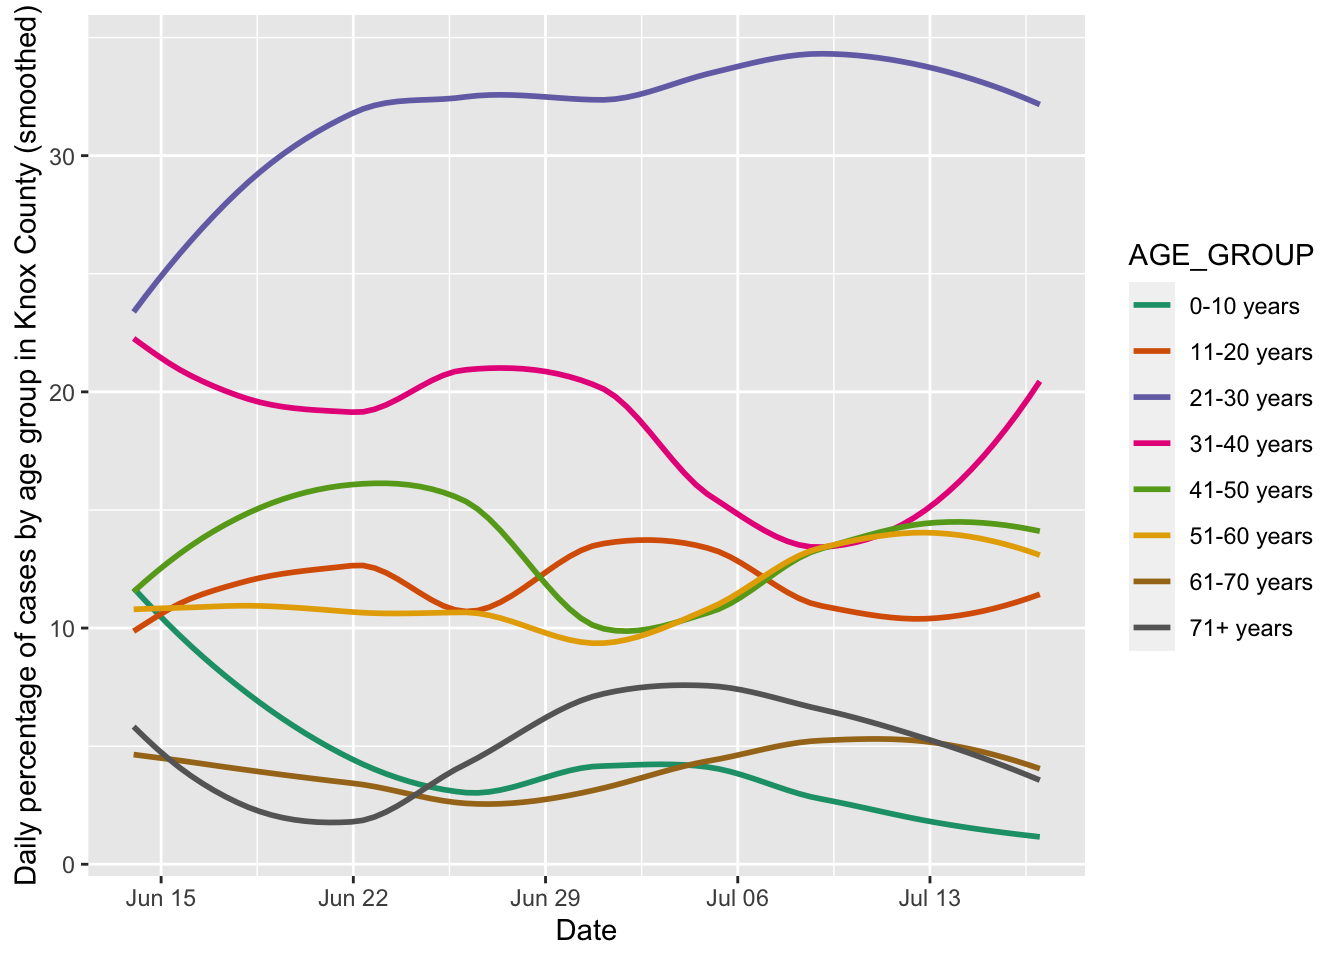 Daily percentage of cases by age group in Knox County (smoothed)
30
20
10
0
Jun 15
Jun 22
Jun 29
Jul 06
Jul 13
Date
AGE_GROUP
0-10 years
11-20 years
21-30 years
31-40 years
41-50 years
51-60 years
61-70 years
71+ years